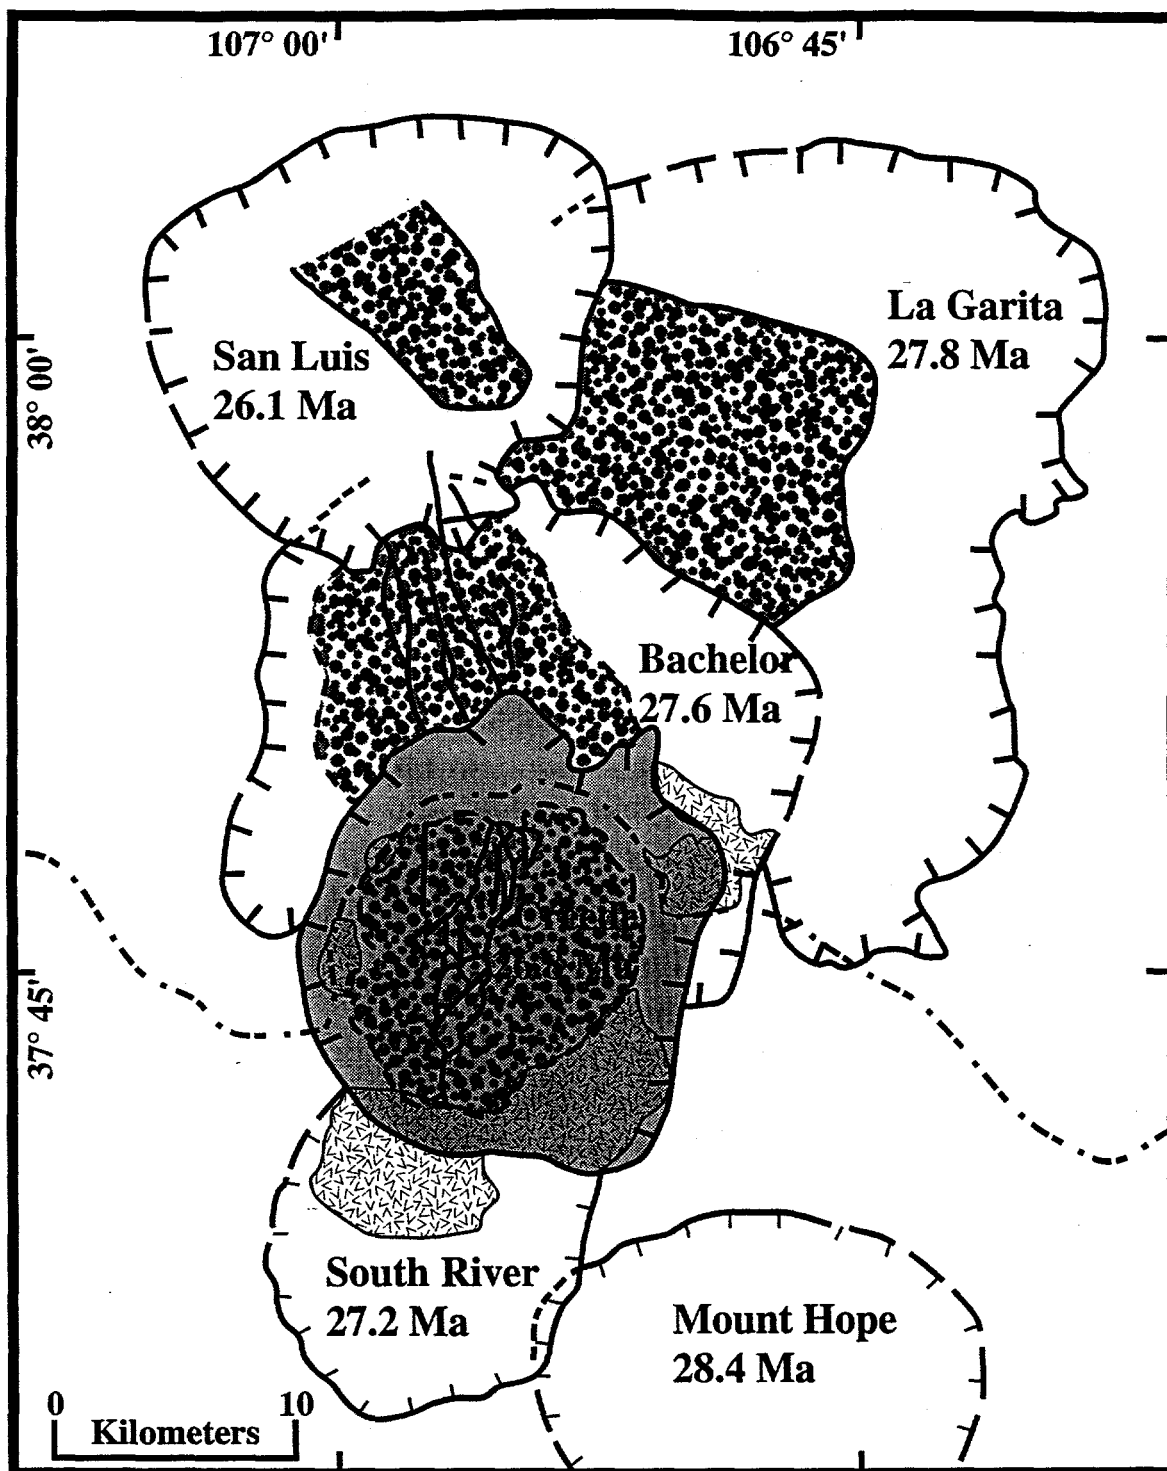 107° 00'
106° 45'
La Garita
27.8 Ma
San Luis
26.1 Ma
38° 00'
Bachelor
27.6 Ma
37° 45'
South River
27.2 Ma
Mount Hope
28.4 Ma
0 10
Kilometers